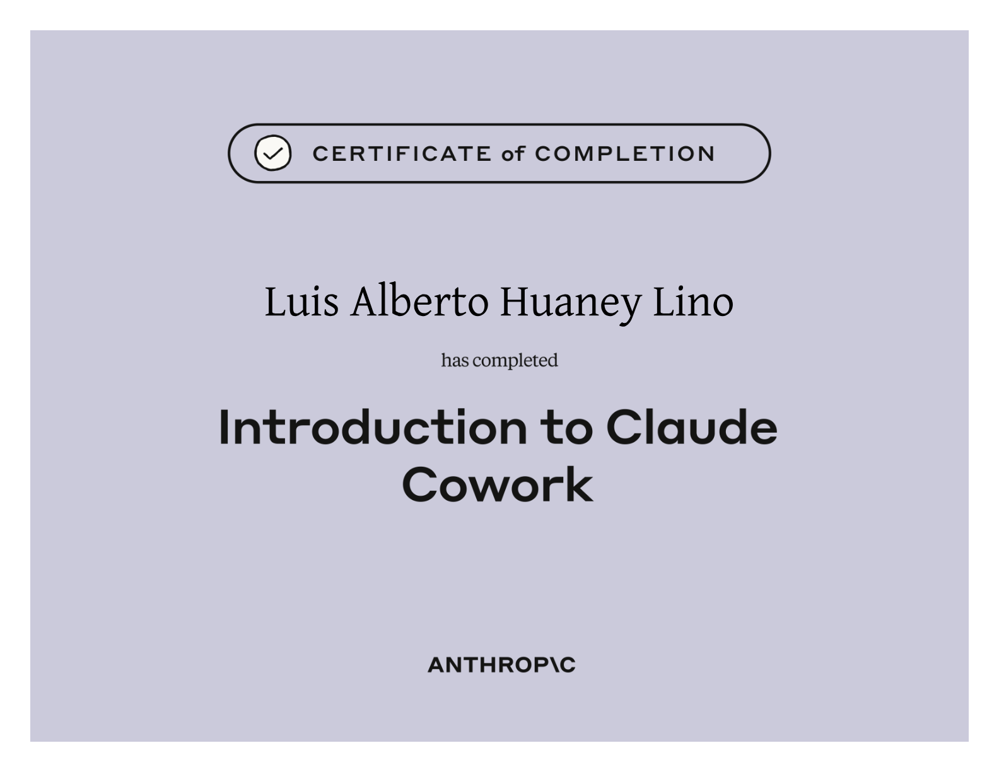 CERTIFICATE of COMPLETION
Luis Alberto Huaney Lino
has completed
Introduction to Claude
Cowork
ANTHROP\C